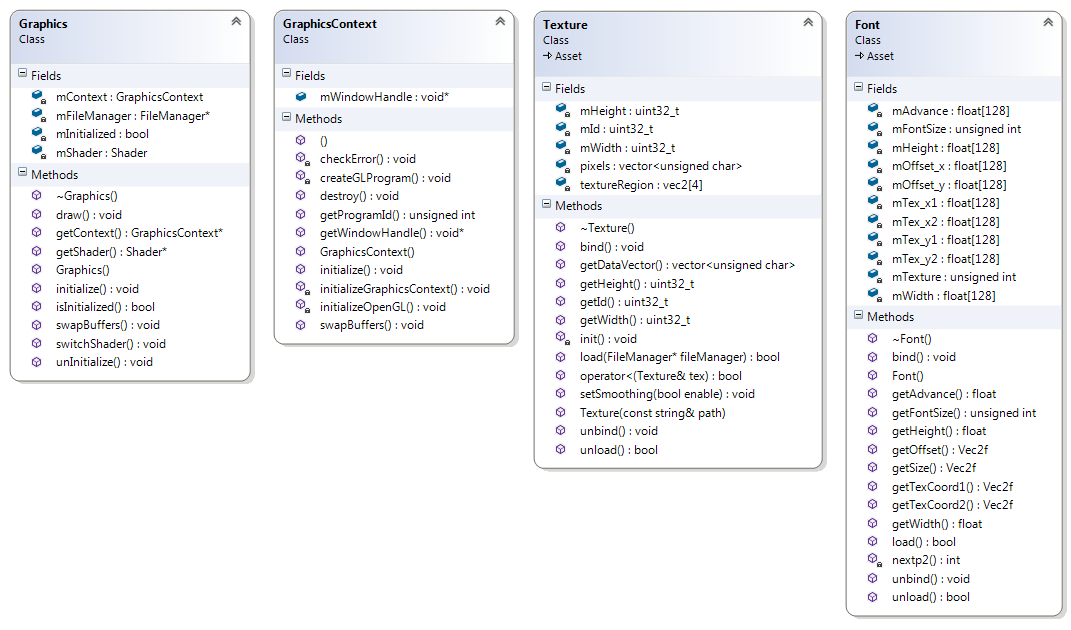 Graphics
Class
Fields
mContext : GraphicsContext
mFileManager : FileManager*
mInitialized : bool
mShader : Shader
Methods
~Graphics()
draw() : void
getContext() : GraphicsContext*
getShader() : Shader*
Graphics()
initialize() : void
isInitialized() : bool
swapBuffers() : void
switchShader() : void
unInitialize() : void
GraphicsContext
Class
Fields
mWindowHandle : void*
Methods
()
checkError() : void
createGLProgram() : void
destroy() : void
getProgramId() : unsigned int
getWindowHandle() : void*
GraphicsContext()
initialize() : void
initializeGraphicsContext() : void
initializeOpenGL() : void
swapBuffers() : void
Texture
Class
Asset
Fields
mHeight : uint32_t
mId : uint32_t
mWidth : uint32_t
pixels : vector<unsigned char>
textureRegion : vec2[4]
Methods
~Texture()
bind() : void
getDataVector() : vector<unsigned char>
getHeight() : uint32_t
getId() : uint32_t
getWidth() : uint32_t
init() : void
load(FileManager* fileManager) : bool
operator<(Texture& tex) : bool
setSmoothing(bool enable) : void
Texture(const string& path)
unbind() : void
unload() : bool
Font
Class
Asset
Fields
mAdvance : float[128]
mFontSize : unsigned int
mHeight : float[128]
mOffset_x : float[128]
mOffset_y : float[128]
mTex_x1 : float[128]
mTex_x2 : float[128]
mTex_y1 : float[128]
mTex_y2 : float[128]
mTexture : unsigned int
mWidth : float[128]
Methods
~Font()
bind() : void
Font()
getAdvance() : float
getFontSize() : unsigned int
getHeight() : float
getOffset() : Vec2f
getSize() : Vec2f
getTexCoord1() : Vec2f
getTexCoord2() : Vec2f
getWidth() : float
load() : bool
nextp2() : int
unbind() : void
unload() : bool